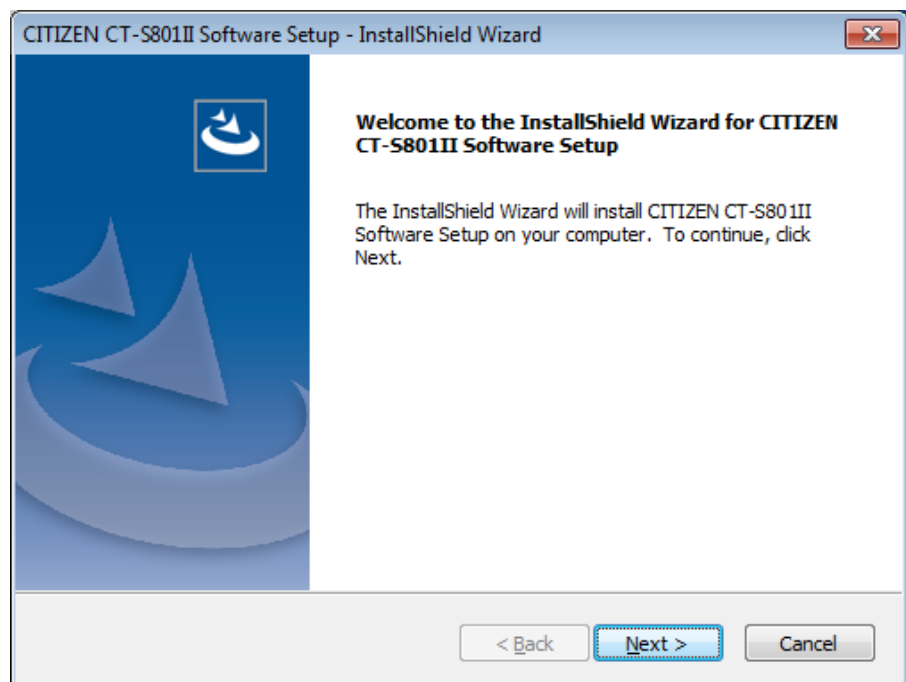 CITIZEN CT-S801II Software Setup - InstallShield Wizard
Welcome to the InstallShield Wizard for CITIZEN
CT-S801II Software Setup
The InstallShield Wizard will install CITIZEN CT-S801II
Software Setup on your computer. To continue, click
Next.
< Back
Next >
Cancel